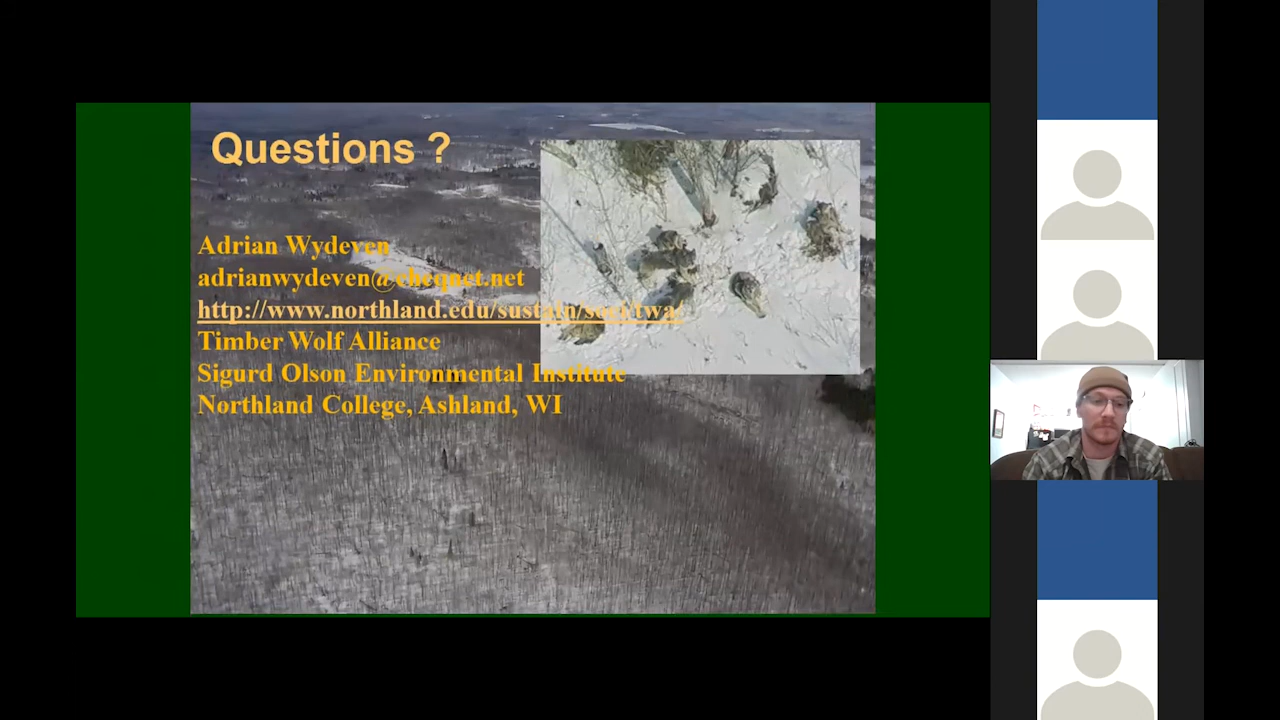 Questions ?
Adrian Wydeven
adrianwydeven@cheqnet.net
http://www.northland.edu/sustain/soei/twa/
Timber Wolf Alliance
Sigurd Olson Environmental Institute
Northland College, Ashland, WI